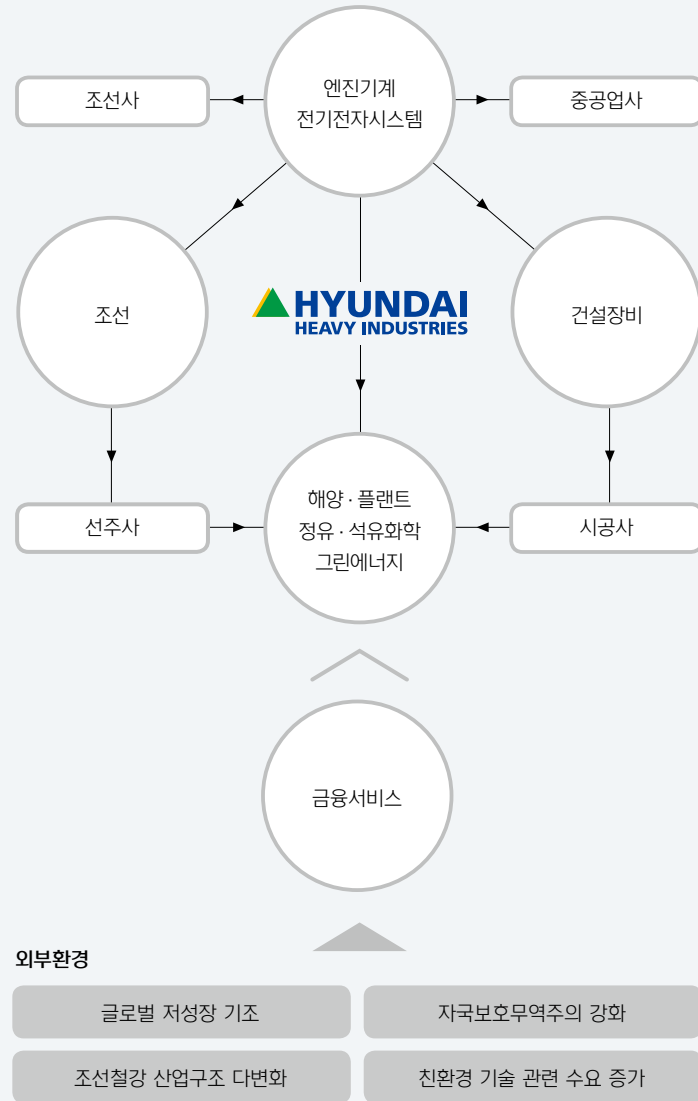 엔진기계
전기전자시스템
조선사
중공업사
조선
HYUNDAI
HEAVY INDUSTRIES
건설장비
해양 · 플랜트
정유 · 석유화학
그린에너지
선주사
시공사
금융서비스
외부환경
글로벌 저성장 기조
자국보호무역주의 강화
조선철강 산업구조 다변화
친환경 기술 관련 수요 증가